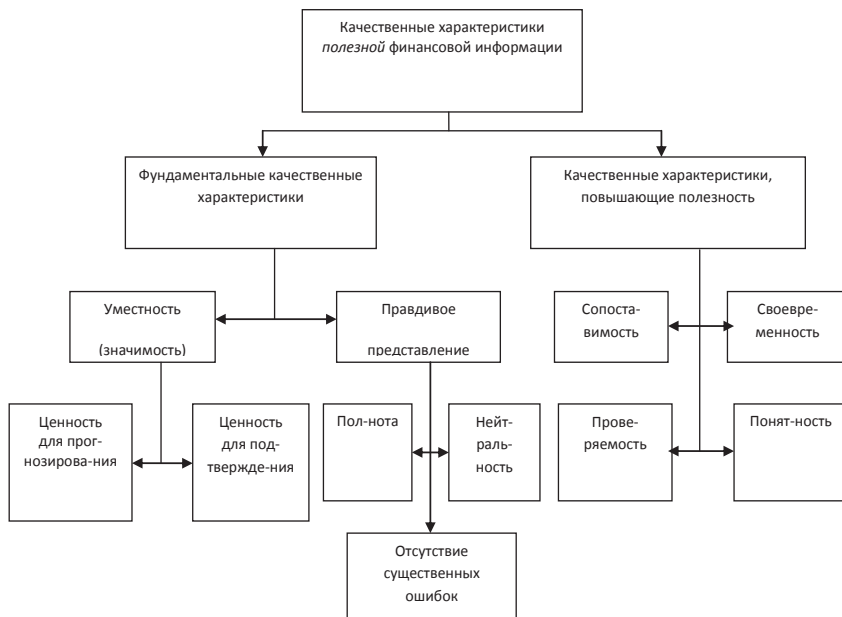 Качественные характеристики
полезной финансовой информации
Фундаментальные качественные
характеристики
Качественные характеристики,
повышающие полезность
Уместность
(значимость)
Правдивое
представление
Сопоста-
вимость
Своевре-
менность
Ценность
для прог-
нозирова-ния
Ценность
для под-
твержде-ния
Пол-нота
Нейт-
раль-
ность
Прове-
ряемость
Понят-ность
Отсутствие
существенных
ошибок